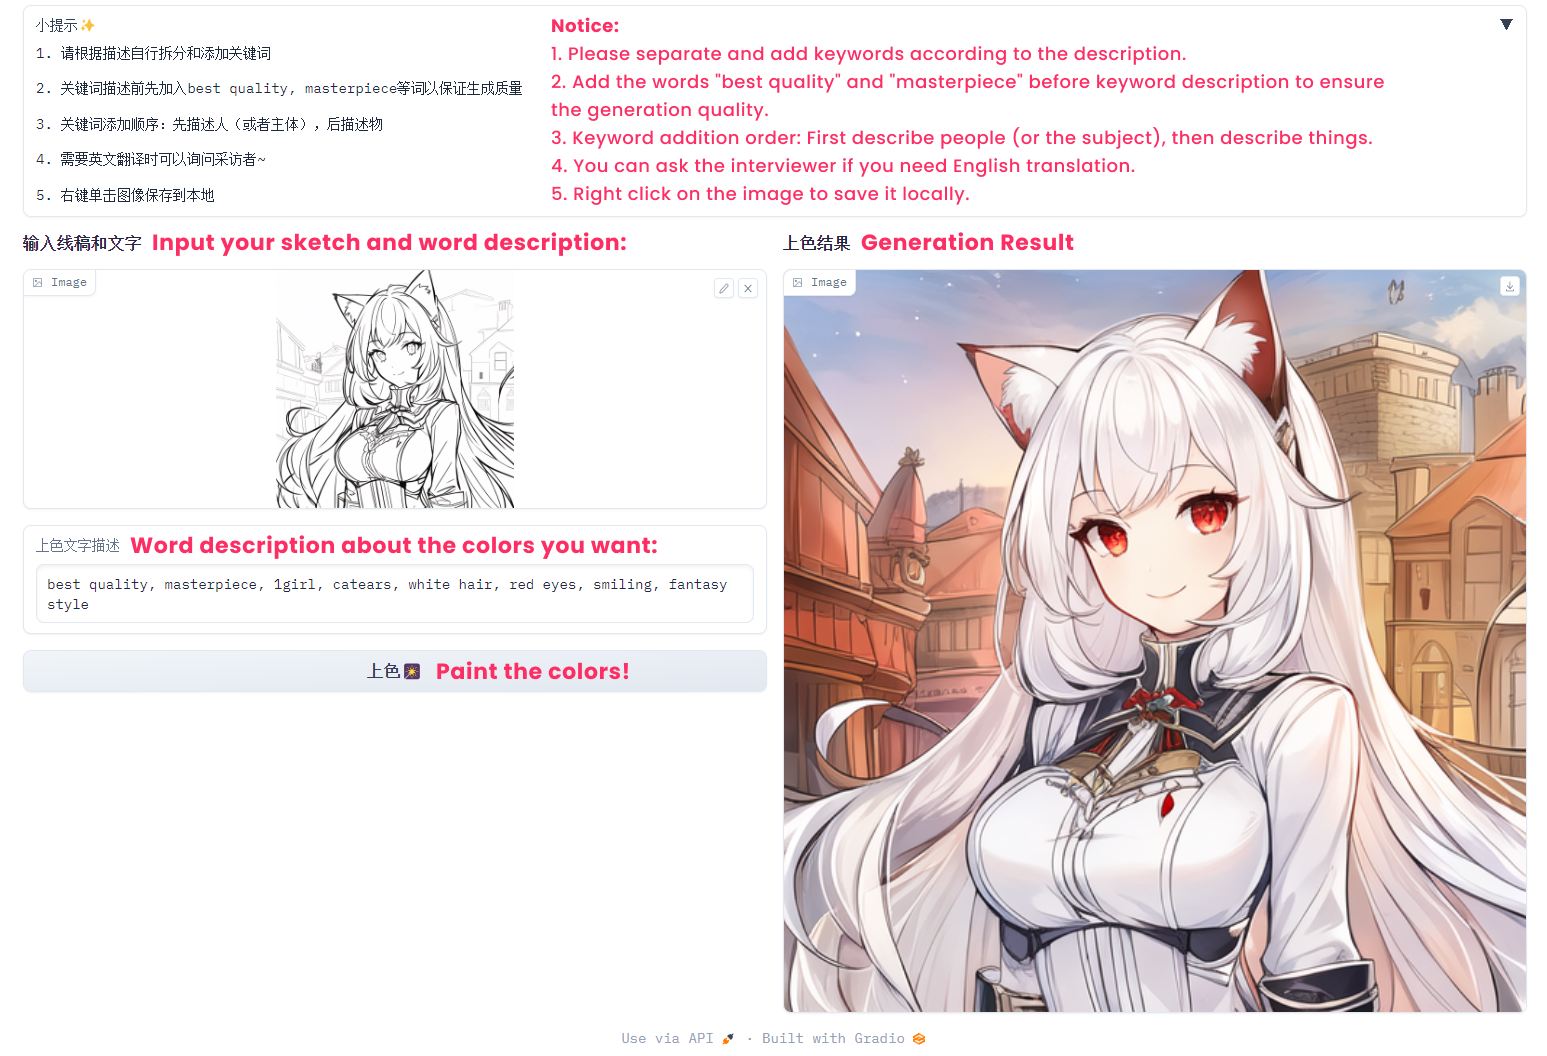 小提示✨
1. 请根据描述自行拆分和添加关键词
2. 关键词描述前先加入best quality, masterpiece等词以保证生成质量
3. 关键词添加顺序：先描述人（或者主体），后描述物
4. 需要英文翻译时可以询问采访者~
5. 右键单击图像保存到本地
Notice:
1. Please separate and add keywords according to the description.
2. Add the words "best quality" and "masterpiece" before keyword description to ensure
the generation quality.
3. Keyword addition order: First describe people (or the subject), then describe things.
4. You can ask the interviewer if you need English translation.
5. Right click on the image to save it locally.
输入线稿和文字 Input your sketch and word description:
Image
上色文字描述 Word description about the colors you want:
best quality, masterpiece, 1girl, catears, white hair, red eyes, smiling, fantasy
style
上色🎇 Paint the colors!
上色结果 Generation Result
Image
Use via API 🚀 · Built with Gradio